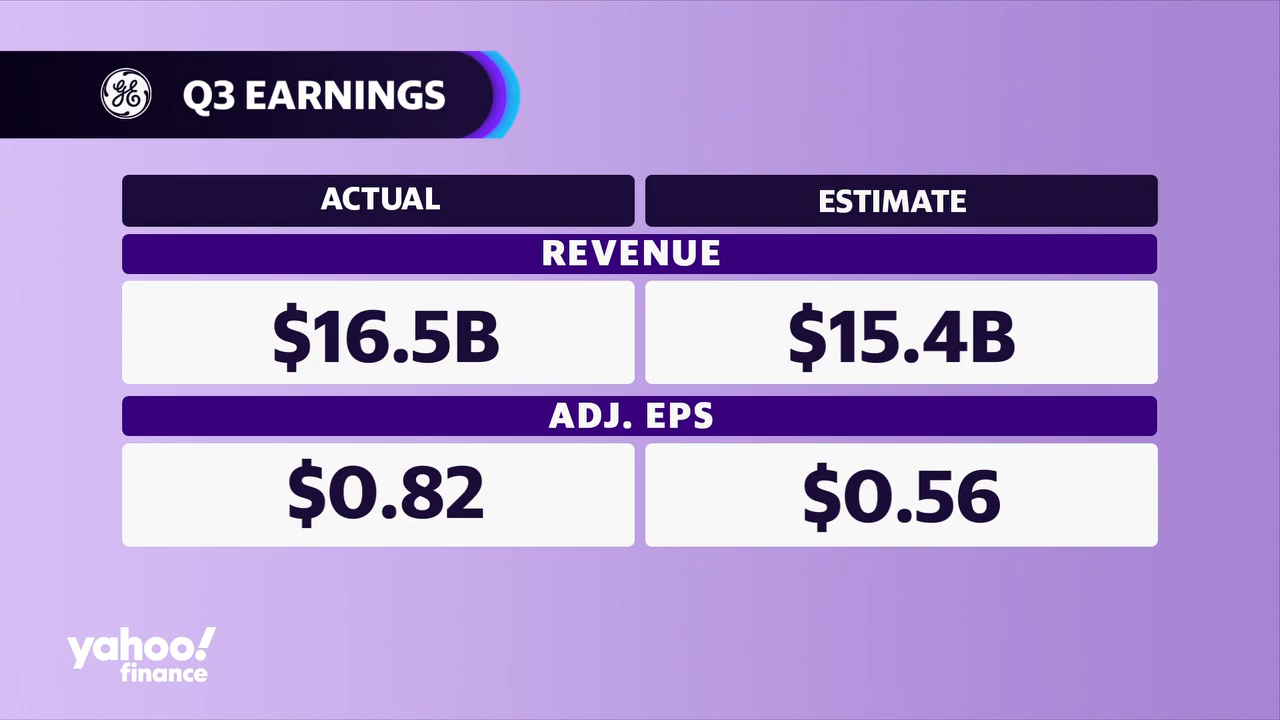 Q3 EARNINGS
ACTUAL ESTIMATE
REVENUE
$16.5B $15.4B
ADJ. EPS
$0.82 $0.56
yahoo!
finance